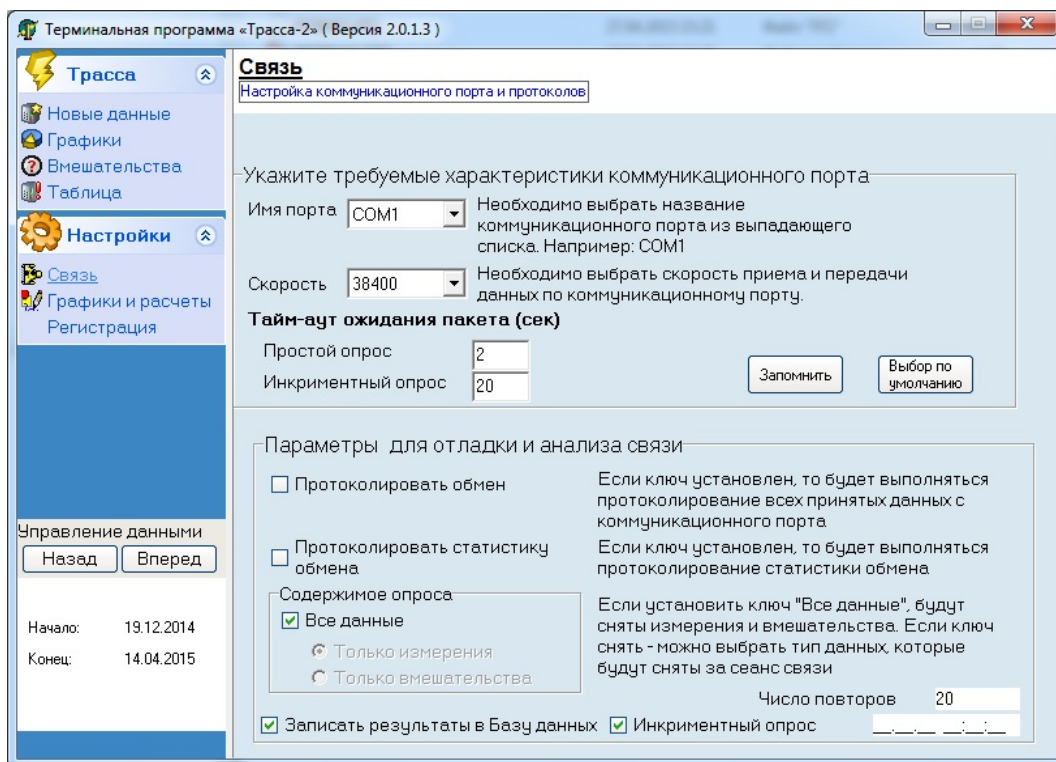 Терминальная программа «Трасса-2» ( Версия 2.0.1.3 )
Трасса
Новые данные
Графики
Вмешательства
Таблица
Настройки
Связь
Графики и расчеты
Регистрация
Управление данными
Назад Вперед
Начало: 19.12.2014
Конец: 14.04.2015
Связь
Настройка коммуникационного порта и протоколов
Укажите требуемые характеристики коммуникационного порта
Имя порта COM1 Необходимо выбрать название
коммуникационного порта из выпадающего
списка. Например: COM1
Скорость 38400 Необходимо выбрать скорость приема и передачи
данных по коммуникационному порту.
Тайм-аут ожидания пакета (сек)
Простой опрос 2
Инкриментный опрос 20
Запомнить
Выбор по
умолчанию
Параметры для отладки и анализа связи
Протоколировать обмен
Если ключ установлен, то будет выполняться
протоколирование всех принятых данных с
коммуникационного порта
Протоколировать статистику
обмена
Если ключ установлен, то будет выполняться
протоколирование статистики обмена
Содержимое опроса
Все данные
Только измерения
Только вмешательства
Если установить ключ "Все данные", будут
сняты измерения и вмешательства. Если ключ
снять - можно выбрать тип данных, которые
будут сняты за сеанс связи
Число повторов 20
Записать результаты в Базу данных Инкриментный опрос __.__.__ __:__:__